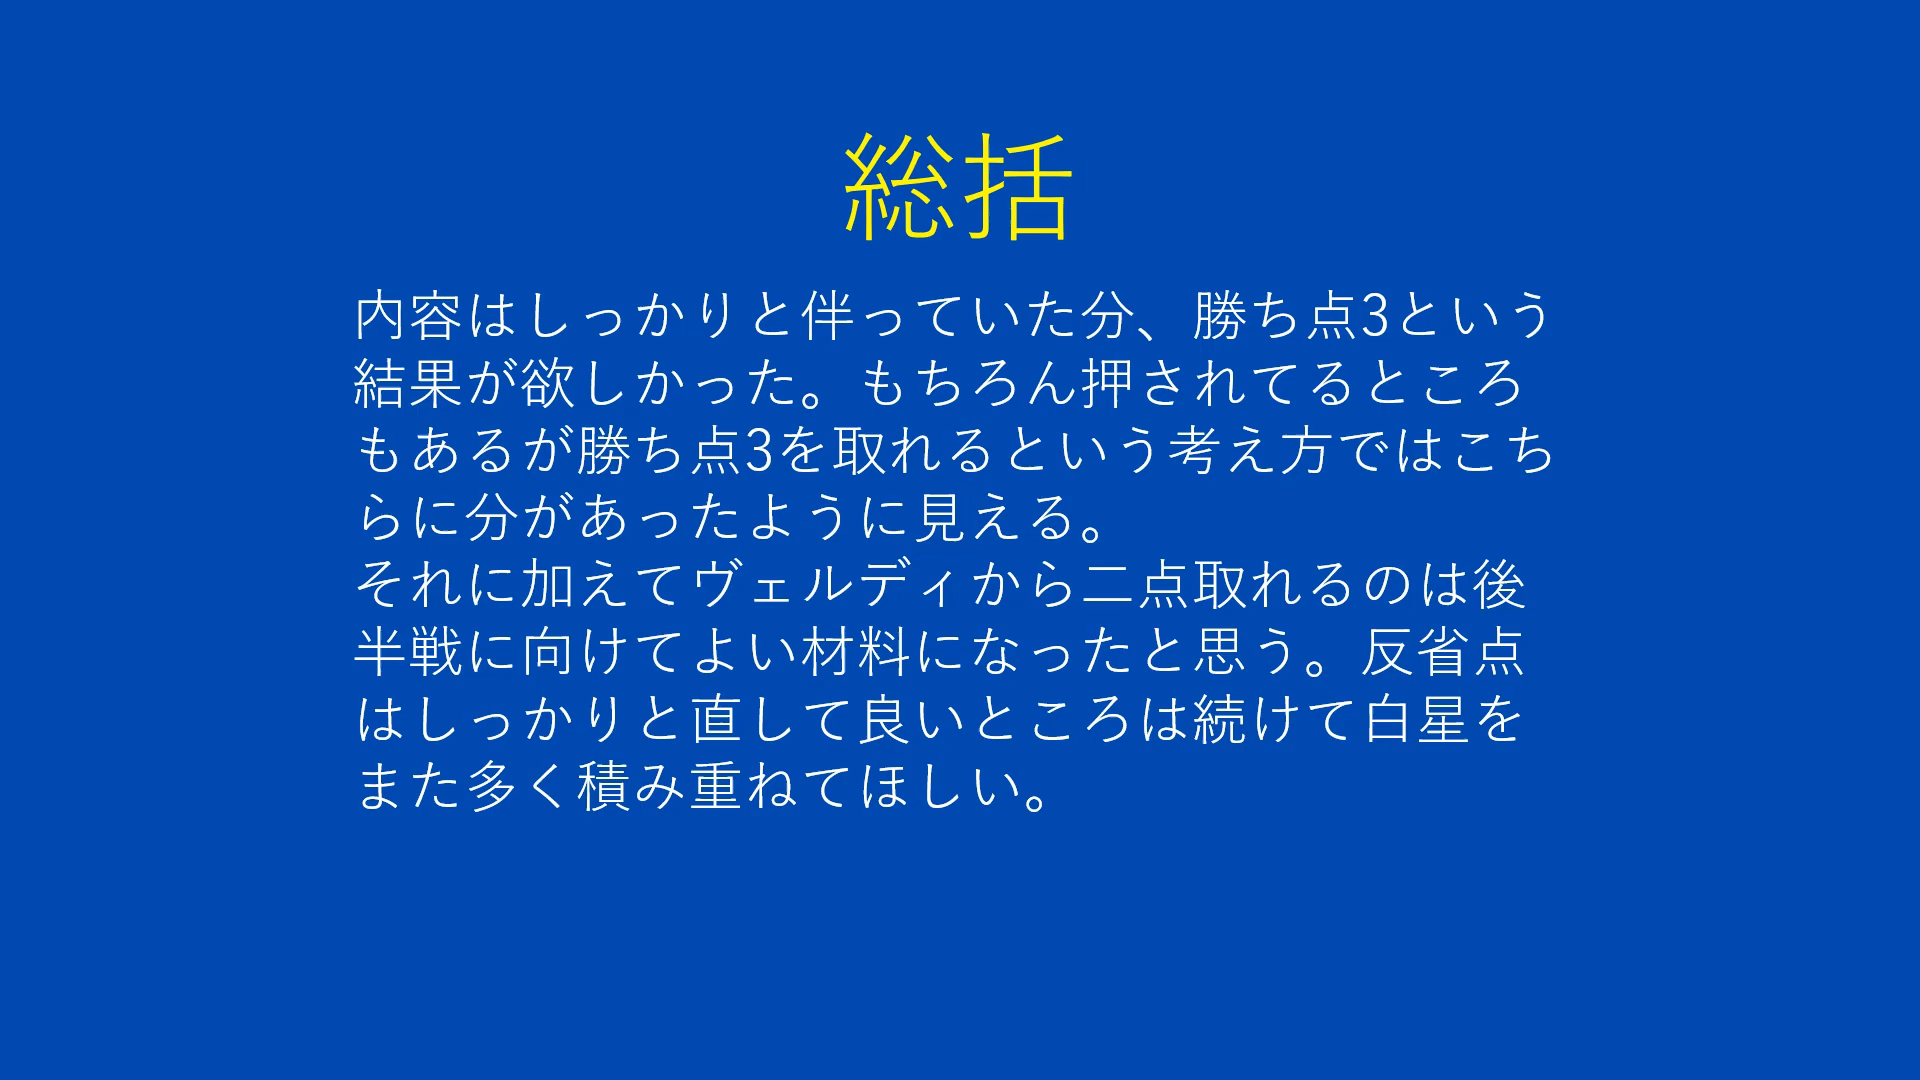 総括
内容はしっかりと伴っていた分、勝ち点3という
結果が欲しかった。もちろん押されてるところ
もあるが勝ち点3を取れるという考え方ではこち
らに分があったように見える。
それに加えてヴェルディから二点取れるのは後
半戦に向けてよい材料になったと思う。反省点
はしっかりと直して良いところは続けて白星を
また多く積み重ねてほしい。